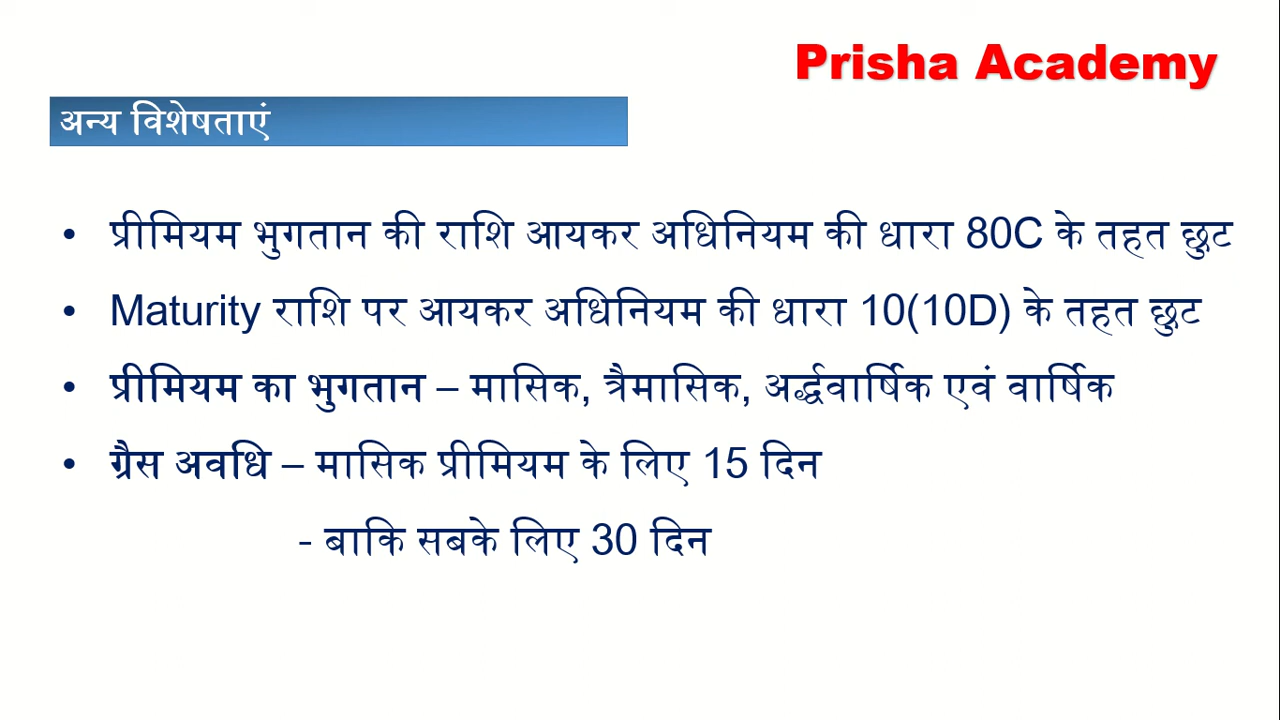 Prisha Academy
अन्य विशेषताएं
• प्रीमियम भुगतान की राशि आयकर अधिनियम की धारा 80C के तहत छुट
• Maturity राशि पर आयकर अधिनियम की धारा 10(10D) के तहत छुट
• प्रीमियम का भुगतान – मासिक, त्रैमासिक, अर्द्धवार्षिक एवं वार्षिक
• ग्रैस अवधि – मासिक प्रीमियम के लिए 15 दिन
- बाकि सबके लिए 30 दिन